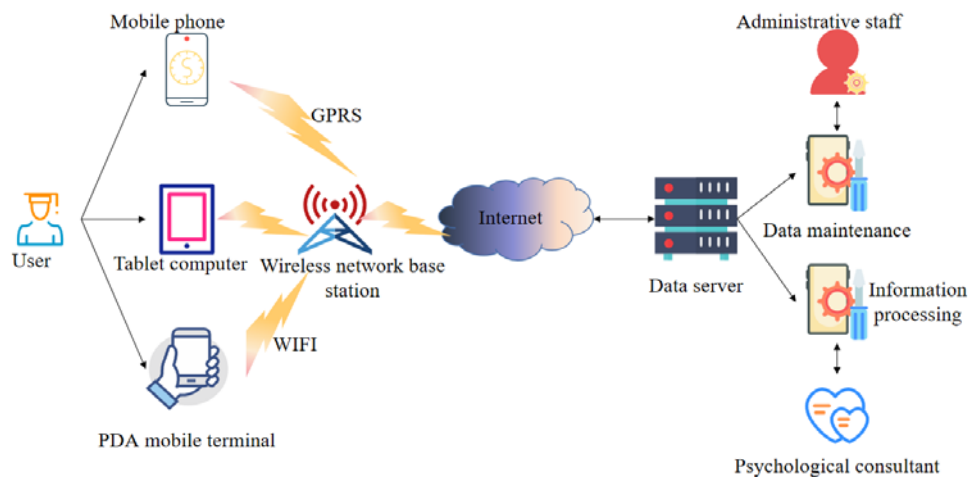 Mobile phone
Administrative staff
GPRS
Internet
User
Tablet computer
Wireless network base
station
Data server
Data maintenance
Information
processing
WIFI
PDA mobile terminal
Psychological consultant